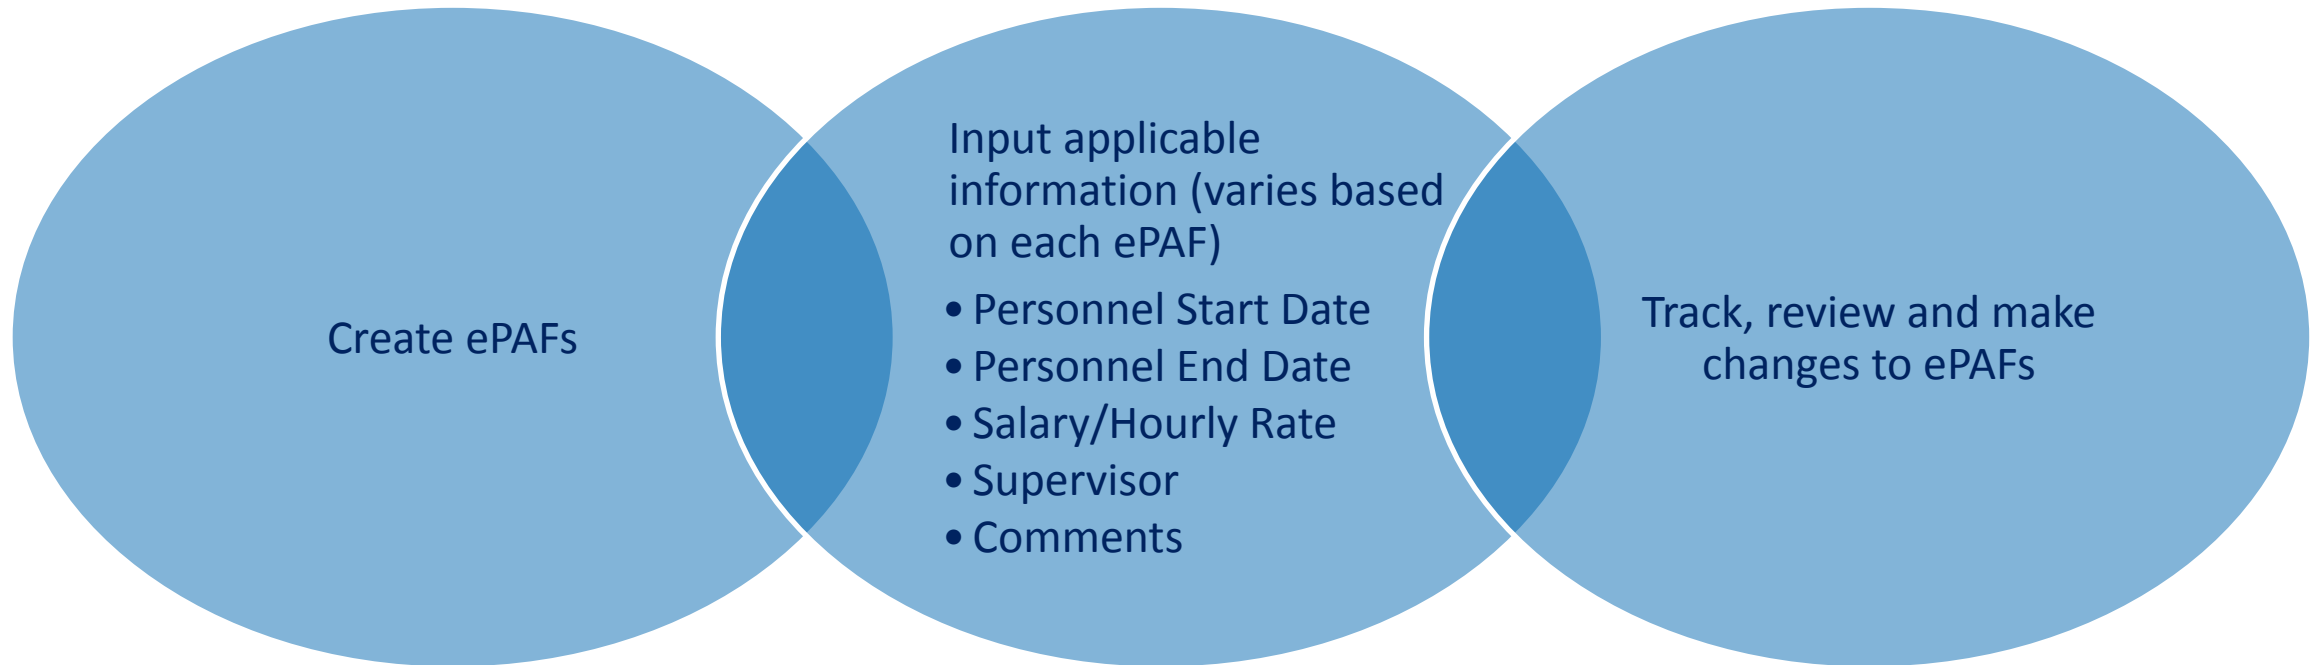 Create ePAFs
Input applicable
information (varies based
on each ePAF)
• Personnel Start Date
• Personnel End Date
• Salary/Hourly Rate
• Supervisor
• Comments
Track, review and make
changes to ePAFs